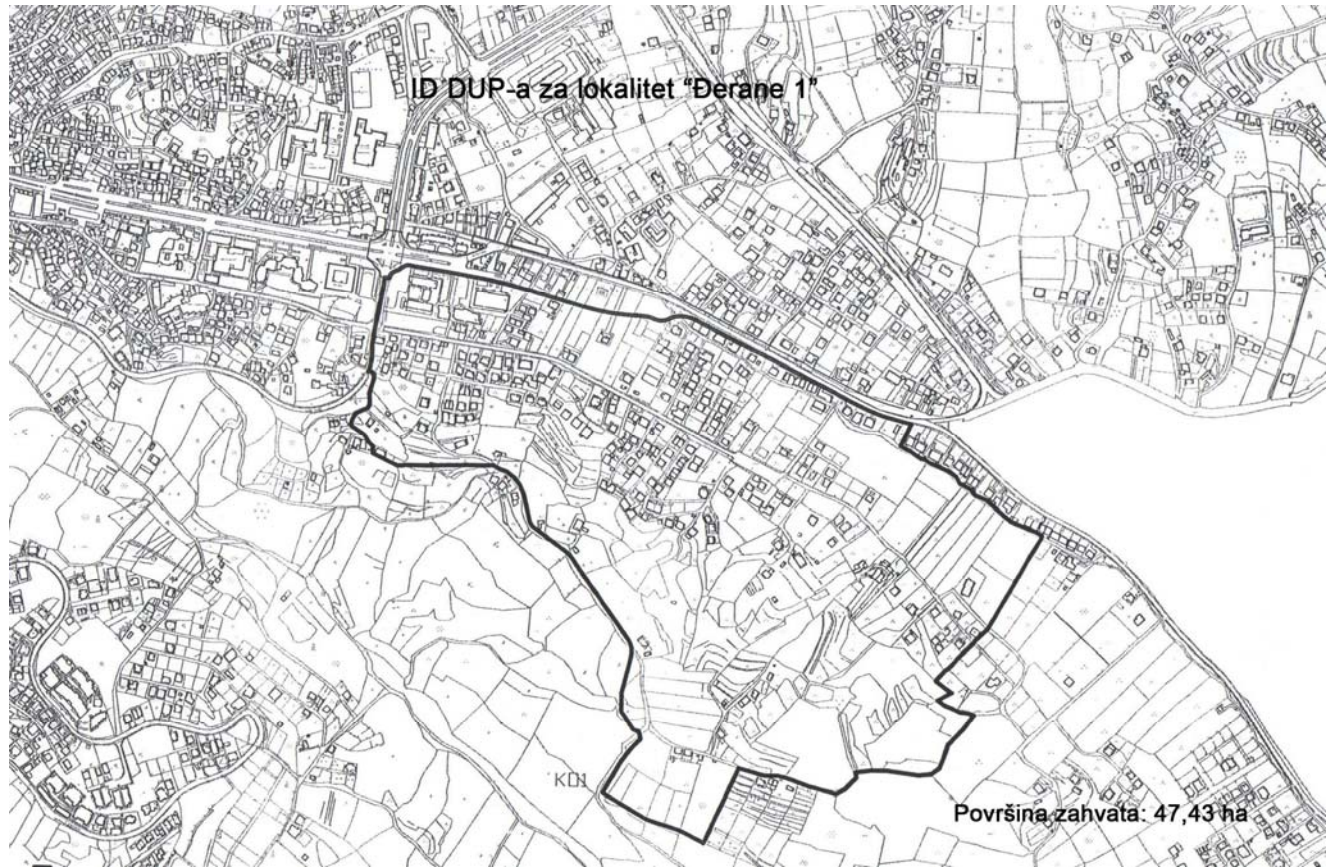 ID DUP-a za lokalitet “Đerane 1”
KO1
Površina zahvata: 47,43 ha